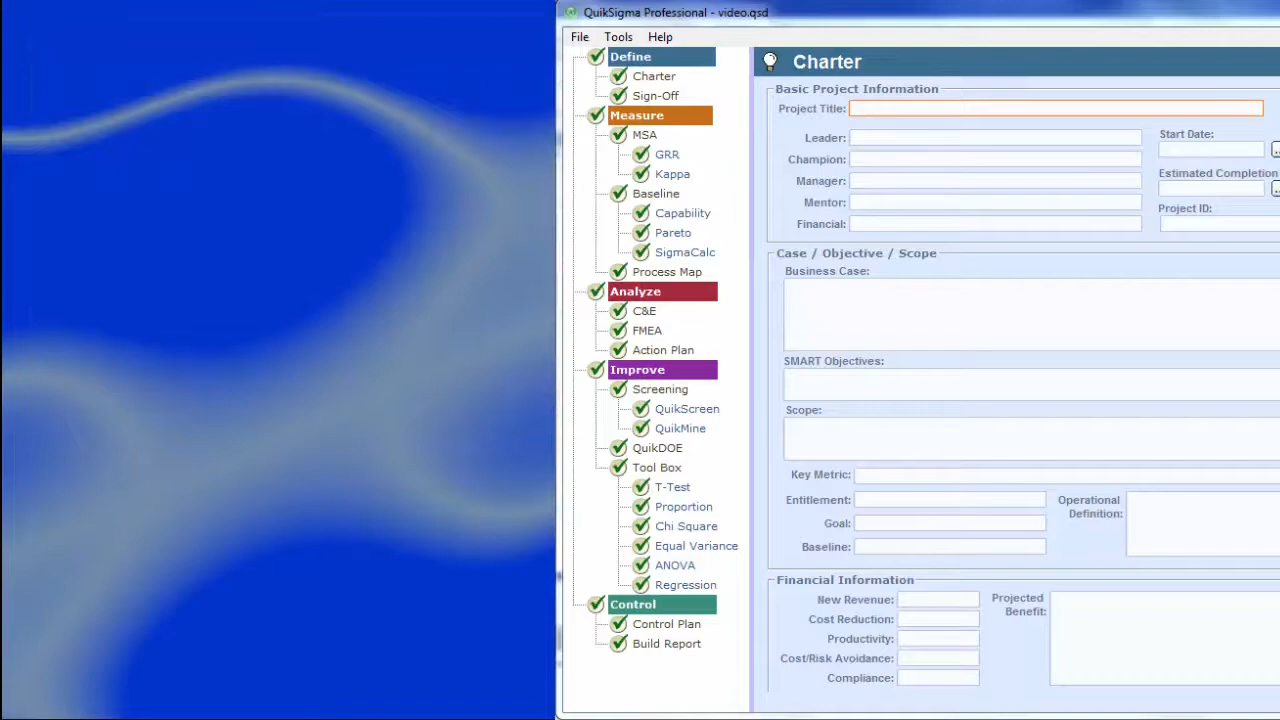 QuikSigma Professional - video.qsd
File Tools Help
Define
Charter
Sign-Off
Measure
MSA
GRR
Kappa
Baseline
Capability
Pareto
SigmaCalc
Process Map
Analyze
C&E
FMEA
Action Plan
Improve
Screening
QuikScreen
QuikMine
QuikDOE
Tool Box
T-Test
Proportion
Chi Square
Equal Variance
ANOVA
Regression
Control
Control Plan
Build Report
Charter
Basic Project Information
Project Title:
Leader:
Start Date:
Champion:
Estimated Completion
Manager:
Mentor:
Project ID:
Financial:
Case / Objective / Scope
Business Case:
SMART Objectives:
Scope:
Key Metric:
Entitlement:
Operational
Definition:
Goal:
Baseline:
Financial Information
New Revenue:
Projected
Benefit:
Cost Reduction:
Productivity:
Cost/Risk Avoidance:
Compliance: